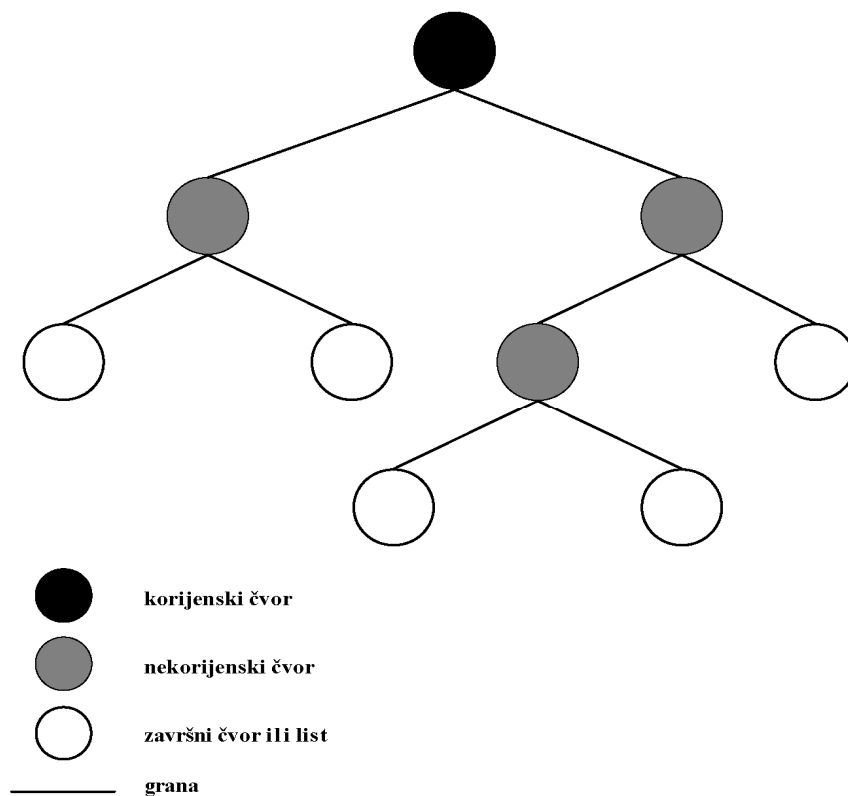 korijenski čvor
nekorijenski čvor
završni čvor ili list
grana